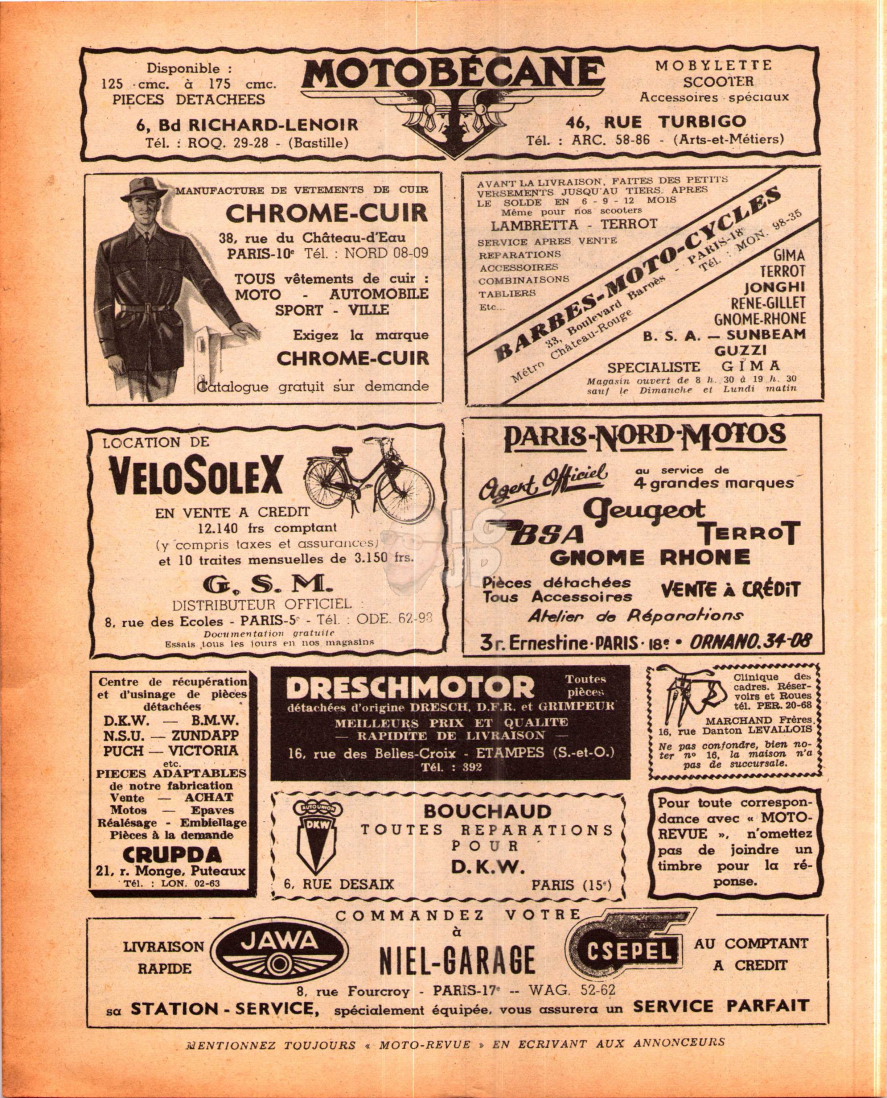 Disponible :
125 cmc. à 175 cmc.
PIECES DETACHEES
MOTOBÉCANE
MOBYLETTE
SCOOTER
Accessoires spéciaux
6, Bd RICHARD-LENOIR
Tél. : ROQ. 29-28 - (Bastille)
46, RUE TURBIGO
Tél. : ARC. 58-86 - (Arts-et-Métiers)
MANUFACTURE DE VETEMENTS DE CUIR
CHROME-CUIR
38, rue du Château-d'Eau
PARIS-10e Tél. : NORD 08-09
TOUS vêtements de cuir :
MOTO - AUTOMOBILE
SPORT - VILLE
Exigez la marque
CHROME-CUIR
Catalogue gratuit sur demande
AVANT LA LIVRAISON, FAITES DES PETITS
VERSEMENTS JUSQU'AU TIERS. APRES
LE SOLDE EN 6 - 9 - 12 MOIS
Même pour nos scooters
LAMBRETTA - TERROT
SERVICE APRES VENTE
REPARATIONS
ACCESSOIRES
COMBINAISONS
TABLIERS
Etc...
BARBES-MOTO-CYCLES
33, Boulevard Barbès - PARIS-18e
Métro Château-Rouge
Tél. : MON. 98-35
GIMA
TERROT
JONGHI
RENE-GILLET
GNOME-RHONE
B. S. A. — SUNBEAM
GUZZI
SPECIALISTE GIMA
Magasin ouvert de 8 h. 30 à 19 h. 30
sauf le Dimanche et Lundi matin
LOCATION DE
VELOSOLEX
EN VENTE A CREDIT
12.140 frs comptant
(y compris taxes et assurances)
et 10 traites mensuelles de 3.150 frs.
G. S. M.
DISTRIBUTEUR OFFICIEL :
8, rue des Ecoles - PARIS-5e - Tél. : ODE. 62-98
Documentation gratuite
Essais tous les jours en nos magasins
PARIS-NORD-MOTOS
Agent Officiel
au service de
4 grandes marques
Peugeot
BSA TERROT
GNOME RHONE
Pièces détachées
Tous Accessoires
VENTE à CRÉDIT
Atelier de Réparations
3 r. Ernestine · PARIS · 18e • ORNANO. 34-08
LGJP
Centre de récupération
et d'usinage de pièces
détachées
D.K.W. — B.M.W.
N.S.U. — ZUNDAPP
PUCH — VICTORIA
etc.
PIECES ADAPTABLES
de notre fabrication
Vente — ACHAT
Motos — Epaves
Réalésage - Embiellage
Pièces à la demande
CRUPDA
21, r. Monge, Puteaux
Tél. : LON. 02-63
DRESCHMOTOR
Toutes
pièces
détachées d'origine DRESCH, D.F.R. et GRIMPEUR
MEILLEURS PRIX ET QUALITE
— RAPIDITE DE LIVRAISON —
16, rue des Belles-Croix - ETAMPES (S.-et-O.)
Tél. : 392
Clinique des
cadres. Réser-
voirs et Roues
tél. PER. 20-68
MARCHAND Frères
16, rue Danton LEVALLOIS
Ne pas confondre, bien no-
ter n° 16, la maison n'a
pas de succursale.
AUTO UNION
DKW
BOUCHAUD
TOUTES REPARATIONS
POUR
D.K.W.
6, RUE DESAIX
PARIS (15e)
Pour toute correspon-
dance avec « MOTO-
REVUE », n'omettez
pas de joindre un
timbre pour la ré-
ponse.
COMMANDEZ VOTRE
à
LIVRAISON
RAPIDE
JAWA
NIEL-GARAGE
CSEPEL
AU COMPTANT
A CREDIT
8, rue Fourcroy - PARIS-17e -- WAG. 52-62
sa STATION-SERVICE, spécialement équipée, vous assurera un SERVICE PARFAIT
MENTIONNEZ TOUJOURS « MOTO-REVUE » EN ECRIVANT AUX ANNONCEURS